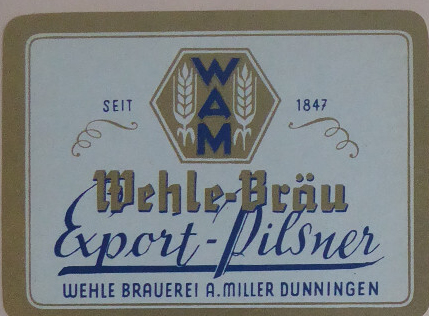 WAM
SEIT 1847
Wehle-Bräu
Export-Pilsner
WEHLE BRAUEREI A. MILLER DUNNINGEN